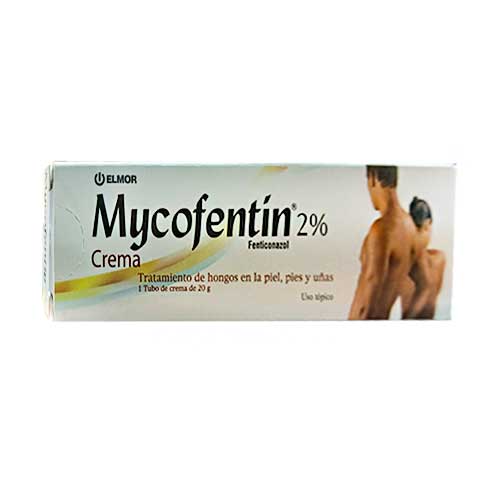 ELMOR
Mycofentin® 2%
Fenticonazol
Crema
Tratamiento de hongos en la piel, pies y uñas
1 Tubo de crema de 20 g
Uso tópico